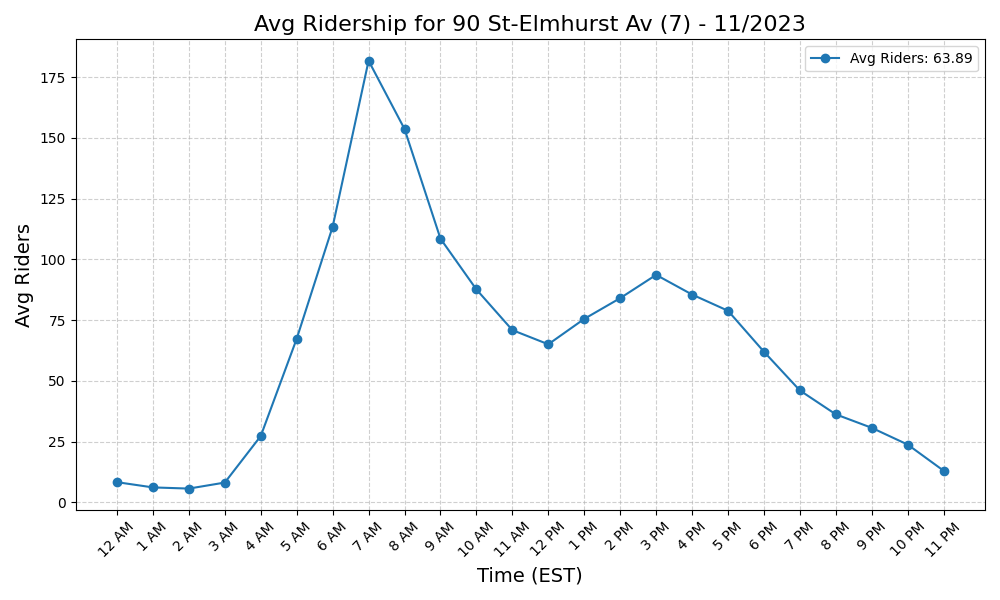 Avg Ridership for 90 St-Elmhurst Av (7) - 11/2023
Avg Riders: 63.89
Avg Riders
175
150
125
100
75
50
25
0
12 AM
1 AM
2 AM
3 AM
4 AM
5 AM
6 AM
7 AM
8 AM
9 AM
10 AM
11 AM
12 PM
1 PM
2 PM
3 PM
4 PM
5 PM
6 PM
7 PM
8 PM
9 PM
10 PM
11 PM
Time (EST)